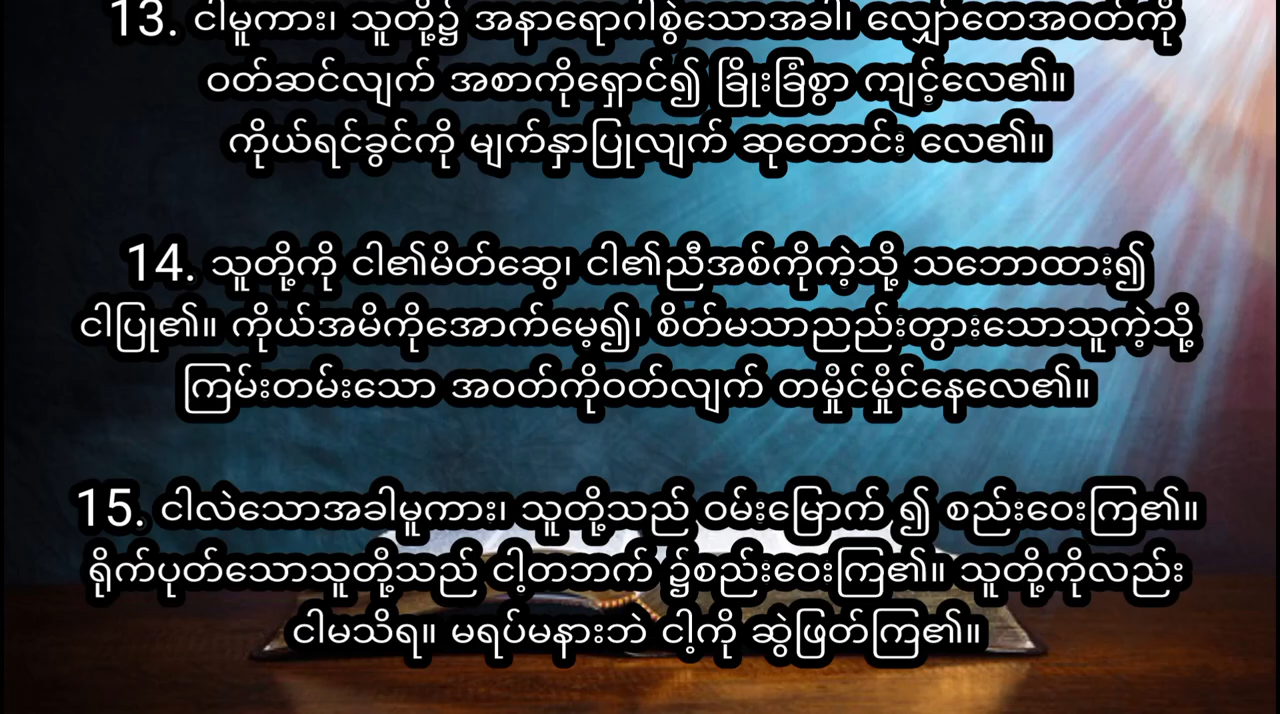 13. ငါမူကား၊ သူတို့၌ အနာရောဂါစွဲသောအခါ၊ လျှော်တေအဝတ်ကို
ဝတ်ဆင်လျက် အစာကိုရှောင်၍ ခြိုးခြံစွာ ကျင့်လေ၏။
ကိုယ်ရင်ခွင်ကို မျက်နှာပြုလျက် ဆုတောင်း လေ၏။
14. သူတို့ကို ငါ၏မိတ်ဆွေ၊ ငါ၏ညီအစ်ကိုကဲ့သို့ သဘောထား၍
ငါပြု၏။ ကိုယ်အမိကိုအောက်မေ့၍၊ စိတ်မသာညည်းတွားသောသူကဲ့သို့
ကြမ်းတမ်းသော အဝတ်ကိုဝတ်လျက် တမှိုင်မှိုင်နေလေ၏။
15. ငါလဲသောအခါမူကား၊ သူတို့သည် ဝမ်းမြောက် ၍ စည်းဝေးကြ၏။
ရိုက်ပုတ်သောသူတို့သည် ငါ့တဘက် ၌စည်းဝေးကြ၏။ သူတို့ကိုလည်း
ငါမသိရ။ မရပ်မနားဘဲ ငါ့ကို ဆွဲဖြတ်ကြ၏။